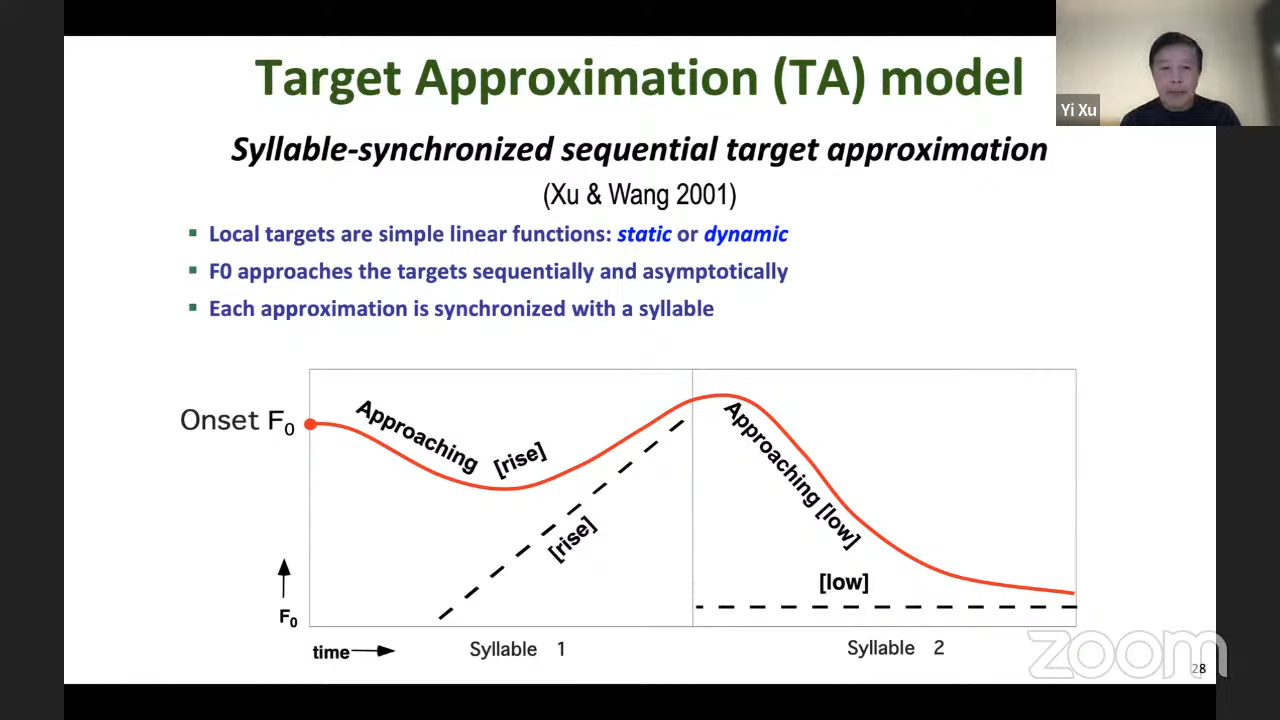 Target Approximation (TA) model
Yi Xu
Syllable-synchronized sequential target approximation
(Xu & Wang 2001)
▪ Local targets are simple linear functions: static or dynamic
▪ F0 approaches the targets sequentially and asymptotically
▪ Each approximation is synchronized with a syllable
Onset F₀
Approaching [rise]
[rise]
Approaching [low]
[low]
F₀
time
Syllable 1
Syllable 2
zoom
28